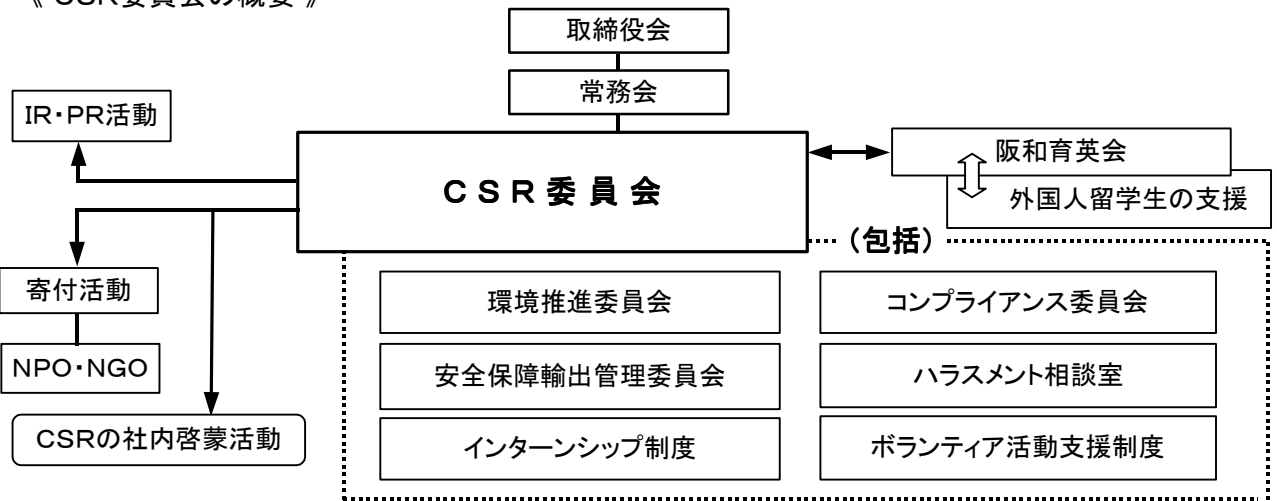 《 CSR委員会の概要 》
取締役会
常務会
IR・PR活動
CSR委員会
阪和育英会
外国人留学生の支援
(包括)
寄付活動
NPO・NGO
CSRの社内啓蒙活動
環境推進委員会
コンプライアンス委員会
安全保障輸出管理委員会
ハラスメント相談室
インターンシップ制度
ボランティア活動支援制度